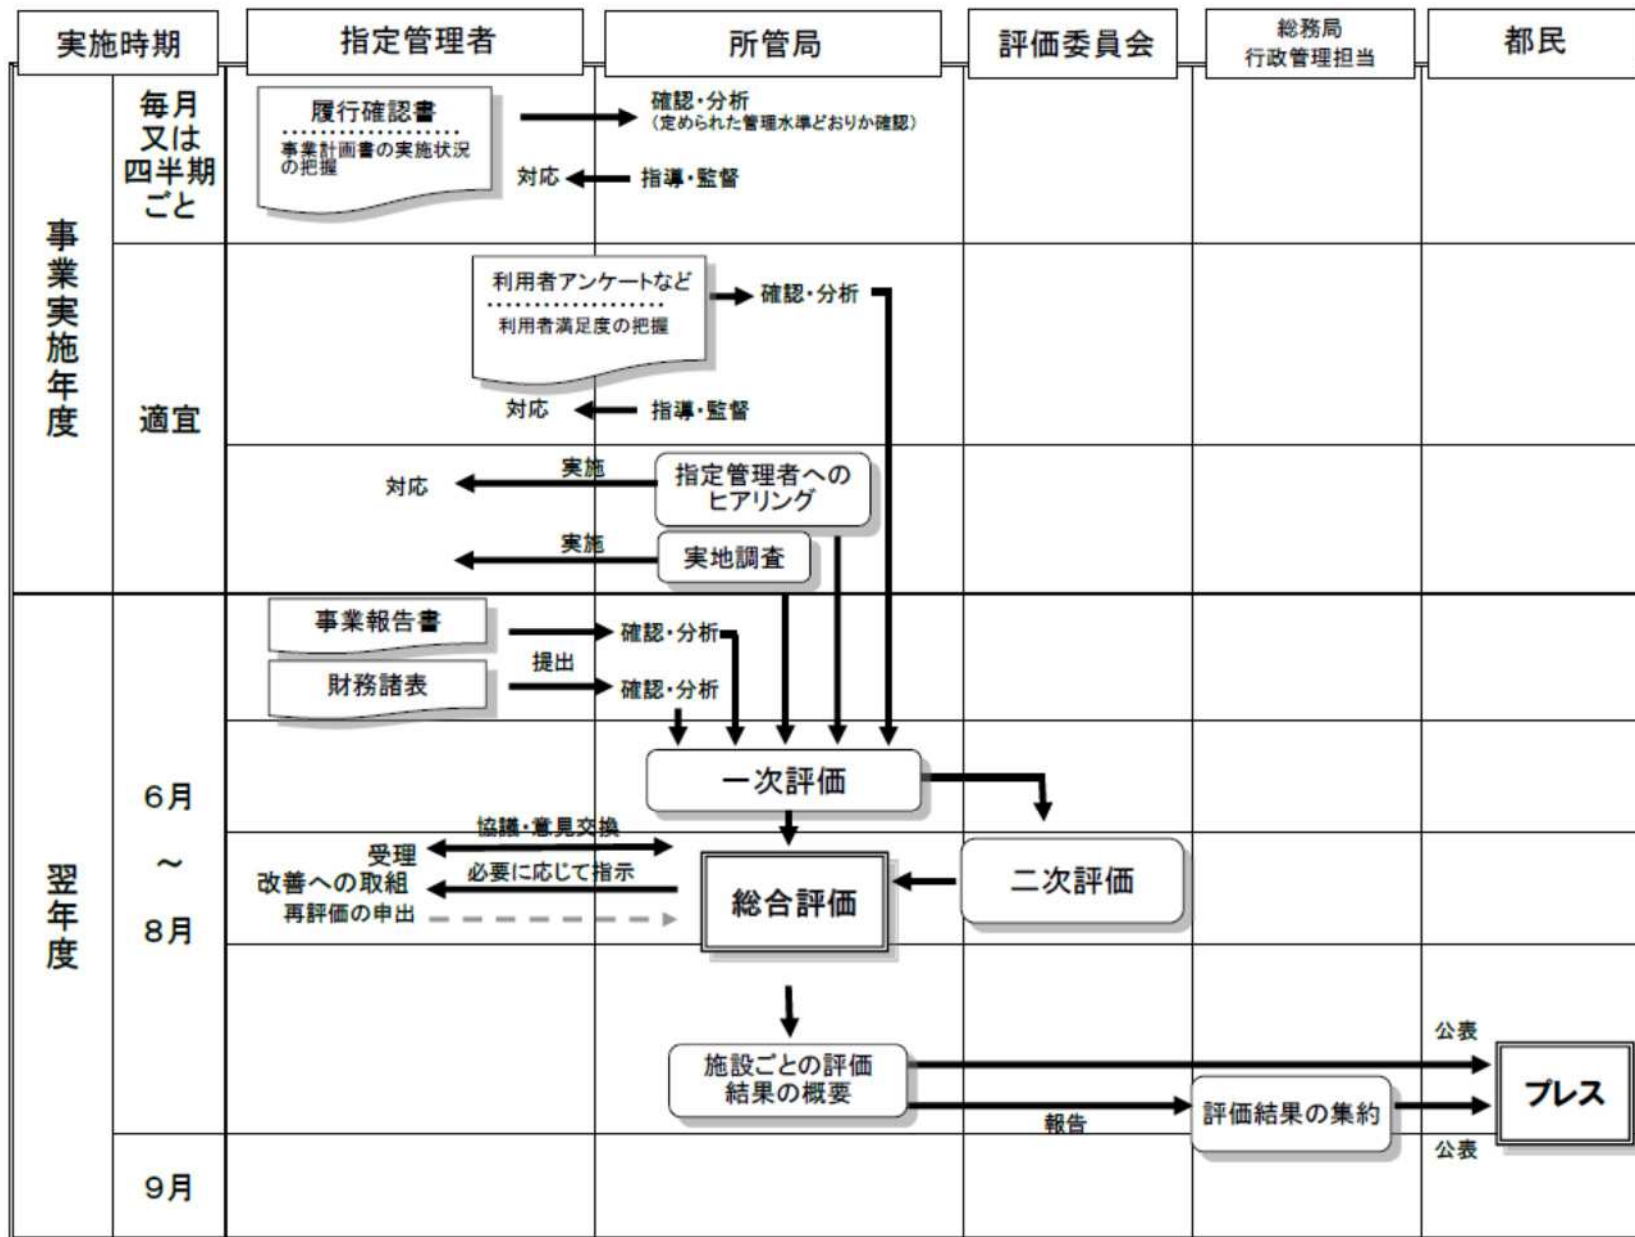 実施時期
指定管理者
所管局
評価委員会
総務局
行政管理担当
都民
事業実施年度
毎月
又は
四半期
ごと
履行確認書
事業計画書の実施状況
の把握
確認・分析
(定められた管理水準どおりか確認)
対応
指導・監督
適宜
利用者アンケートなど
利用者満足度の把握
確認・分析
対応
指導・監督
対応
実施
指定管理者への
ヒアリング
実施
実地調査
翌年度
事業報告書
確認・分析
提出
財務諸表
確認・分析
6月
~
8月
一次評価
協議・意見交換
受理
必要に応じて指示
改善への取組
再評価の申出
総合評価
二次評価
施設ごとの評価
結果の概要
公表
プレス
報告
評価結果の集約
公表
9月